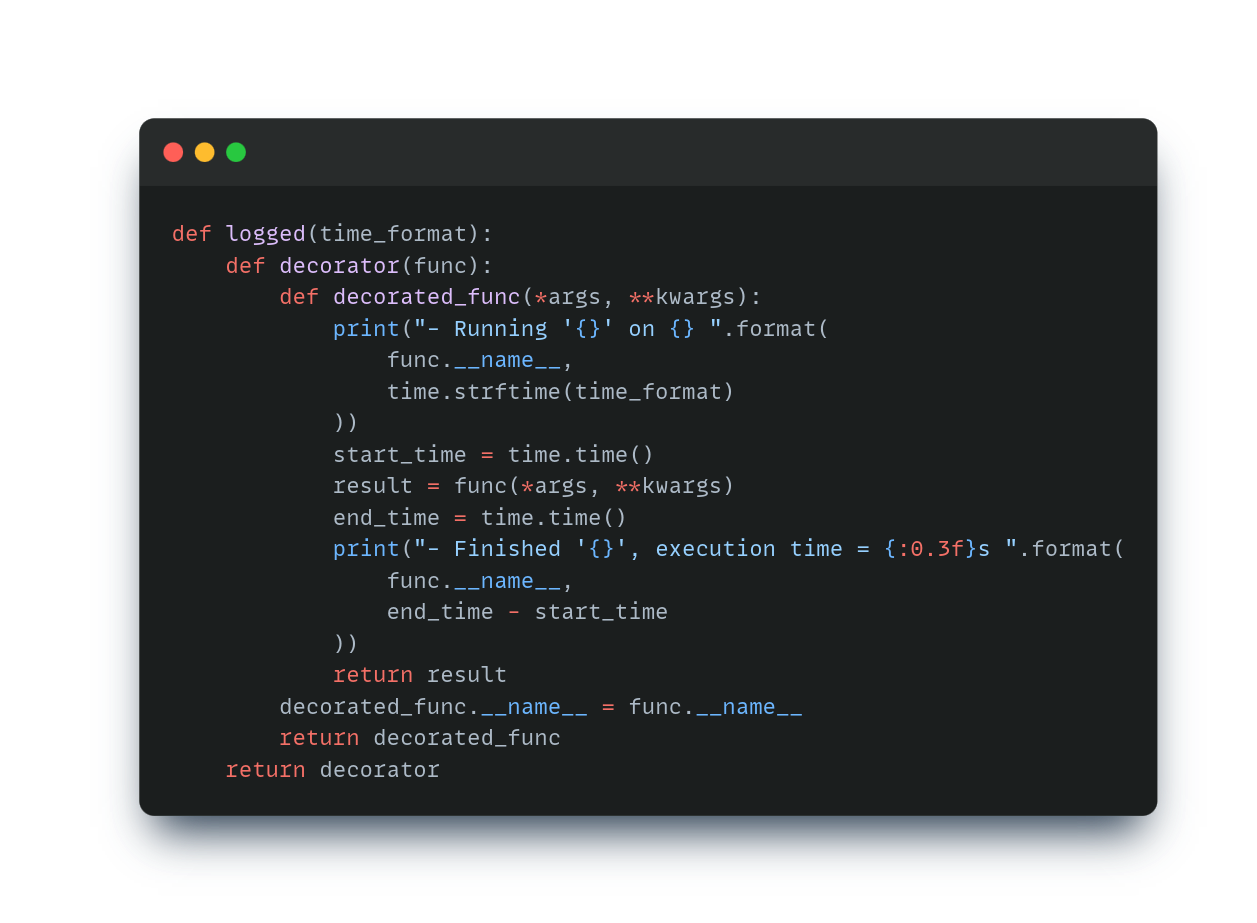 def logged(time_format):
    def decorator(func):
        def decorated_func(*args, **kwargs):
            print("- Running '{}' on {} ".format(
                func.__name__,
                time.strftime(time_format)
            ))
            start_time = time.time()
            result = func(*args, **kwargs)
            end_time = time.time()
            print("- Finished '{}', execution time = {:0.3f}s ".format(
                func.__name__,
                end_time - start_time
            ))
            return result
        decorated_func.__name__ = func.__name__
        return decorated_func
    return decorator